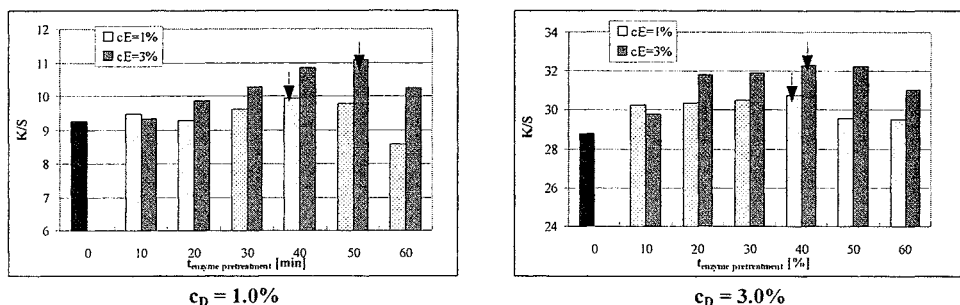 12
11
10
9
8
7
6
K/S
cE=1%
cE=3%
0 10 20 30 40 50 60
t enzyme pretreatment [min]
c_D = 1.0%
34
32
30
28
26
24
K/S
cE=1%
cE=3%
0 10 20 30 40 50 60
t enzyme pretreatment [%]
c_D = 3.0%